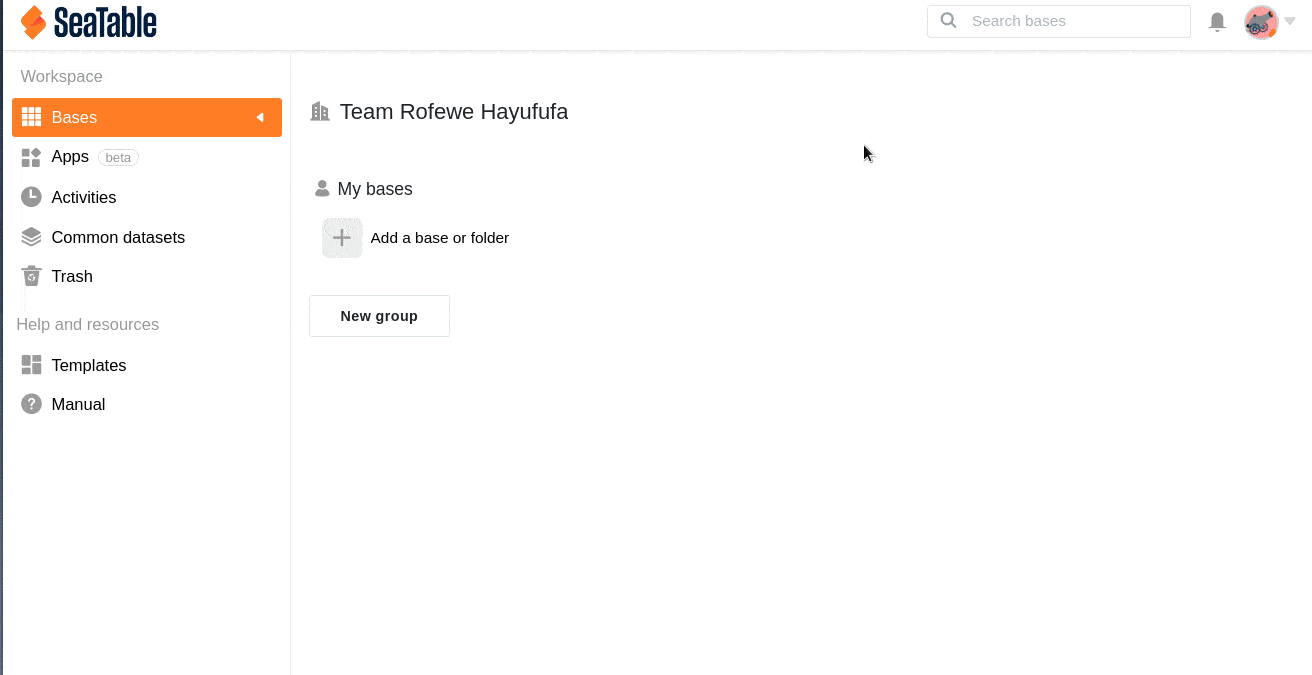 SeaTable
Search bases
Workspace
Bases
Apps beta
Activities
Common datasets
Trash
Help and resources
Templates
Manual
Team Rofewe Hayufufa
My bases
Add a base or folder
New group